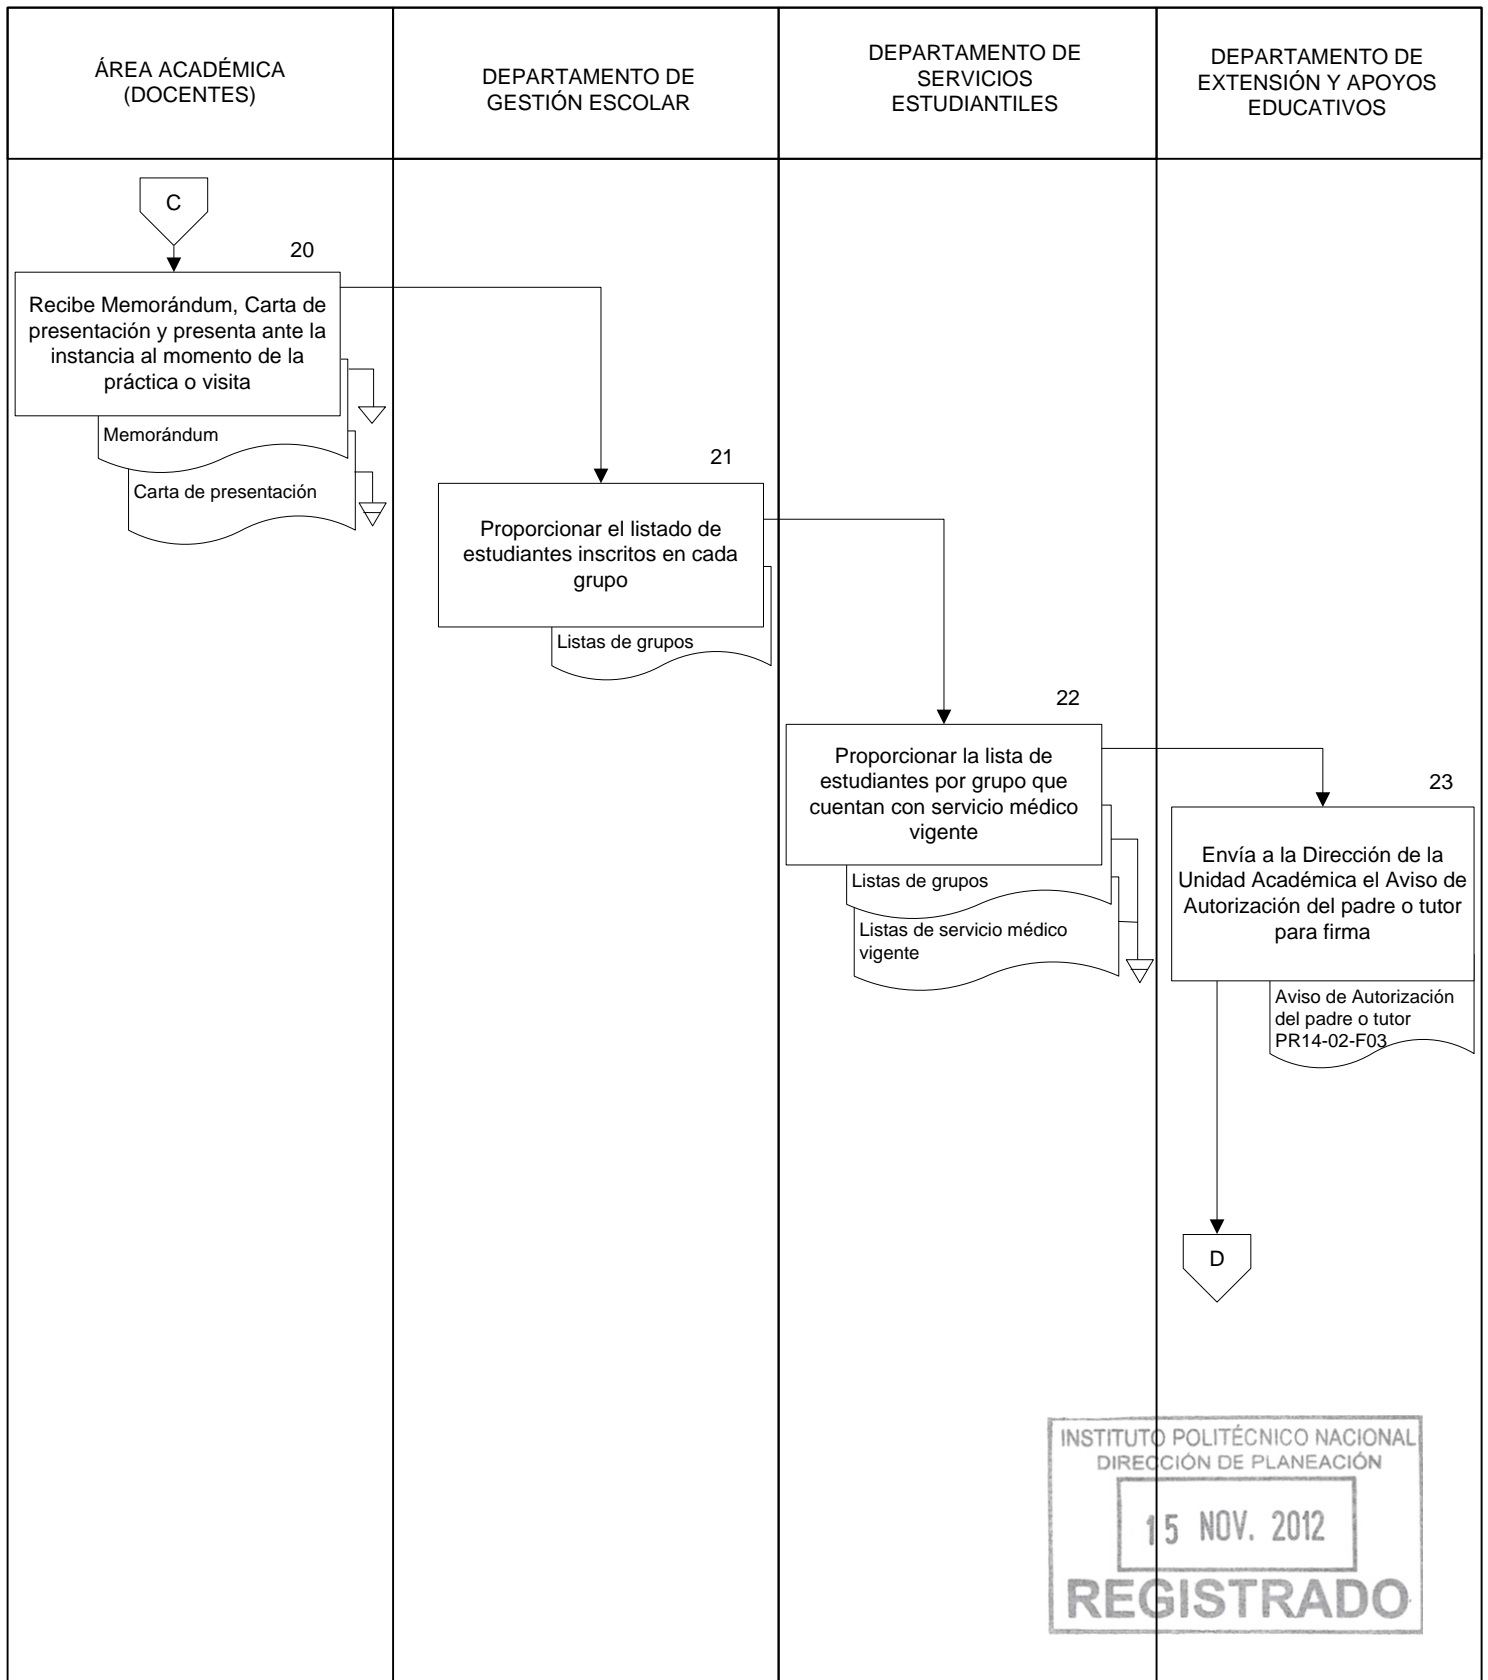 ÁREA ACADÉMICA
(DOCENTES)
DEPARTAMENTO DE
GESTIÓN ESCOLAR
DEPARTAMENTO DE
SERVICIOS
ESTUDIANTILES
DEPARTAMENTO DE
EXTENSIÓN Y APOYOS
EDUCATIVOS
C
20
Recibe Memorándum, Carta de
presentación y presenta ante la
instancia al momento de la
práctica o visita
Memorándum
Carta de presentación
21
Proporcionar el listado de
estudiantes inscritos en cada
grupo
Listas de grupos
22
Proporcionar la lista de
estudiantes por grupo que
cuentan con servicio médico
vigente
Listas de grupos
Listas de servicio médico
vigente
23
Envía a la Dirección de la
Unidad Académica el Aviso de
Autorización del padre o tutor
para firma
Aviso de Autorización
del padre o tutor
PR14-02-F03
D
INSTITUTO POLITÉCNICO NACIONAL
DIRECCIÓN DE PLANEACIÓN
15 NOV. 2012
REGISTRADO